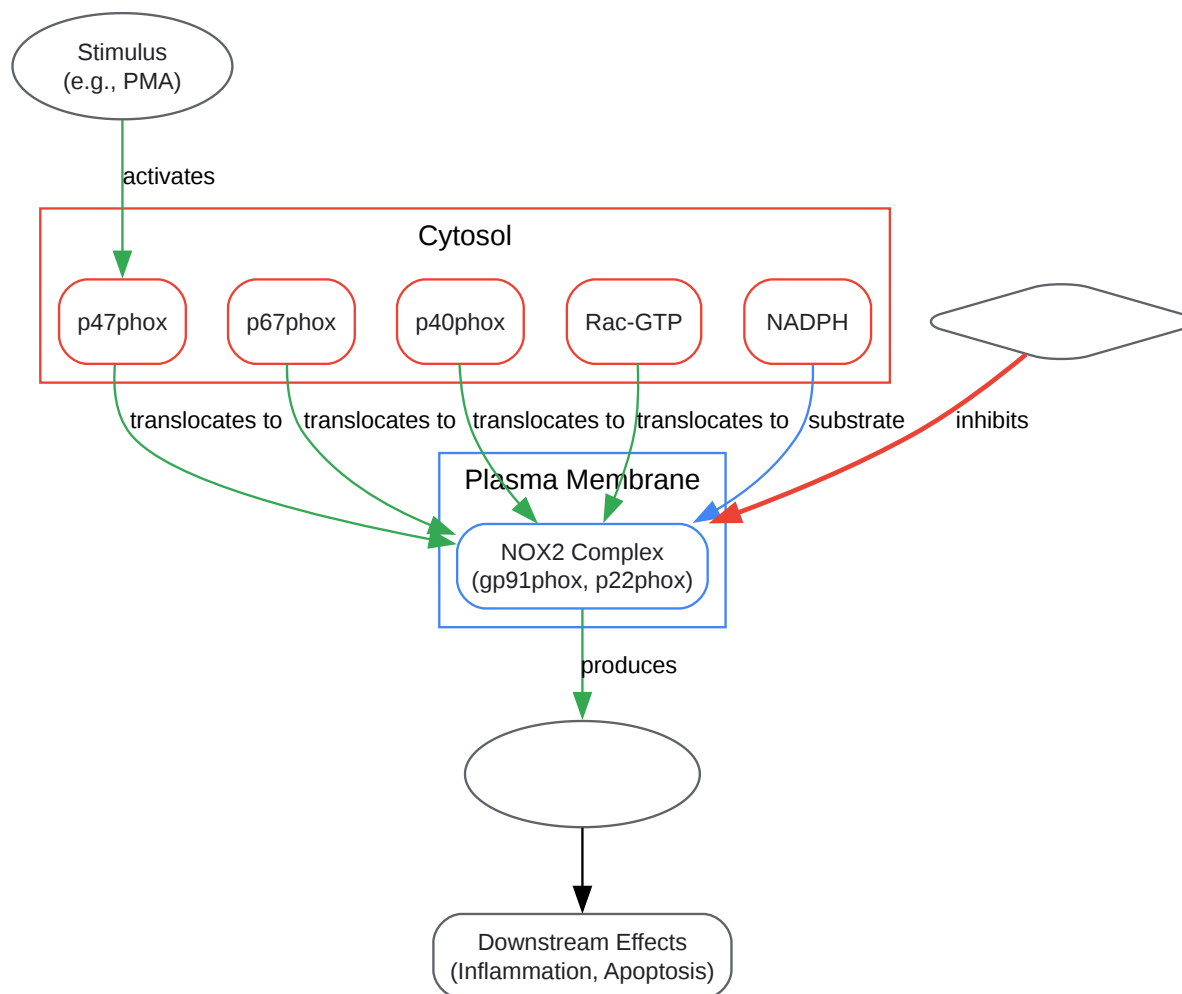 Stimulus
(e.g., PMA)
activates
Cytosol
p47phox
p67phox
p40phox
Rac-GTP
NADPH
translocates to
translocates to
translocates to
translocates to
substrate
inhibits
Plasma Membrane
NOX2 Complex
(gp91phox, p22phox)
produces
Downstream Effects
(Inflammation, Apoptosis)